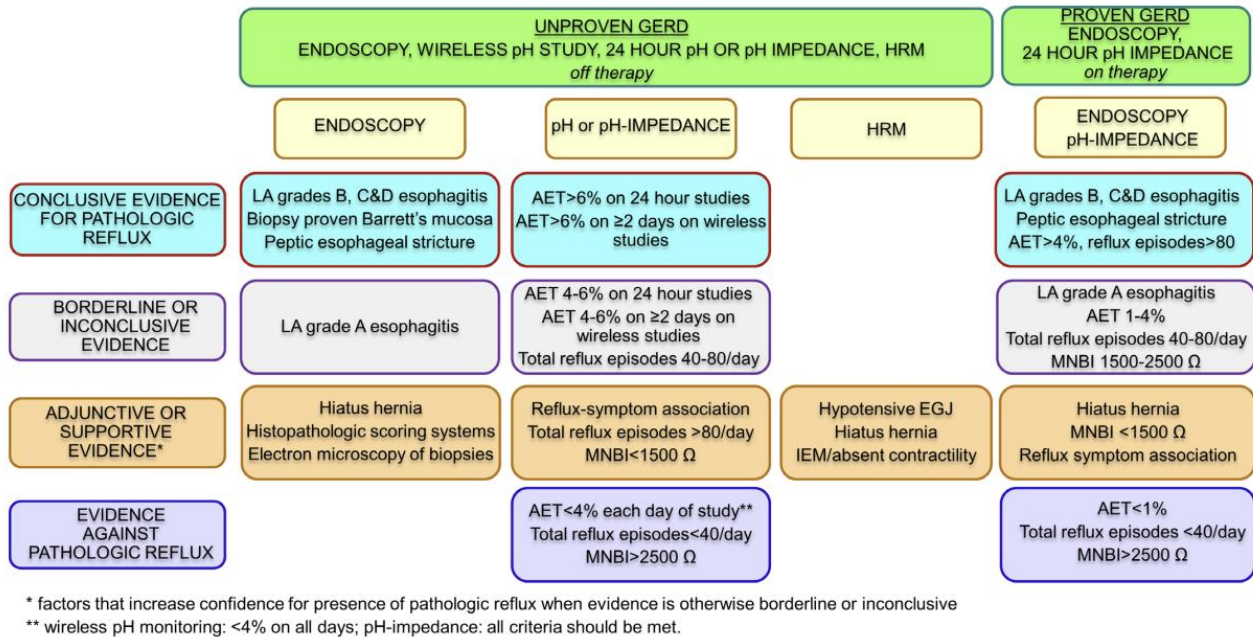 UNPROVEN GERD
ENDOSCOPY, WIRELESS pH STUDY, 24 HOUR pH OR pH IMPEDANCE, HRM
off therapy
PROVEN GERD
ENDOSCOPY,
24 HOUR pH IMPEDANCE
on therapy
ENDOSCOPY
pH or pH-IMPEDANCE
HRM
ENDOSCOPY
pH-IMPEDANCE
CONCLUSIVE EVIDENCE
FOR PATHOLOGIC
REFLUX
LA grades B, C&D esophagitis
Biopsy proven Barrett's mucosa
Peptic esophageal stricture
AET>6% on 24 hour studies
AET>6% on ≥2 days on wireless
studies
LA grades B, C&D esophagitis
Peptic esophageal stricture
AET>4%, reflux episodes>80
BORDERLINE OR
INCONCLUSIVE
EVIDENCE
LA grade A esophagitis
AET 4-6% on 24 hour studies
AET 4-6% on ≥2 days on
wireless studies
Total reflux episodes 40-80/day
LA grade A esophagitis
AET 1-4%
Total reflux episodes 40-80/day
MNBI 1500-2500 Ω
ADJUNCTIVE OR
SUPPORTIVE
EVIDENCE*
Hiatus hernia
Histopathologic scoring systems
Electron microscopy of biopsies
Reflux-symptom association
Total reflux episodes >80/day
MNBI<1500 Ω
Hypotensive EGJ
Hiatus hernia
IEM/absent contractility
Hiatus hernia
MNBI <1500 Ω
Reflux symptom association
EVIDENCE
AGAINST
PATHOLOGIC REFLUX
AET<4% each day of study**
Total reflux episodes<40/day
MNBI>2500 Ω
AET<1%
Total reflux episodes <40/day
MNBI>2500 Ω
* factors that increase confidence for presence of pathologic reflux when evidence is otherwise borderline or inconclusive
** wireless pH monitoring: <4% on all days; pH-impedance: all criteria should be met.